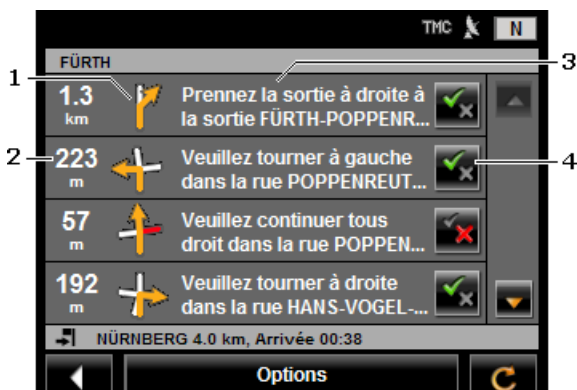 TMC N
FÜRTH
1
3
1.3
km
Prennez la sortie à droite à
la sortie FÜRTH-POPPENR...
2
223
m
Veuillez tourner à gauche
dans la rue POPPENREUT...
4
57
m
Veuillez continuer tous
droit dans la rue POPPEN...
192
m
Veuillez tourner à droite
dans la rue HANS-VOGEL-...
NÜRNBERG 4.0 km, Arrivée 00:38
Options